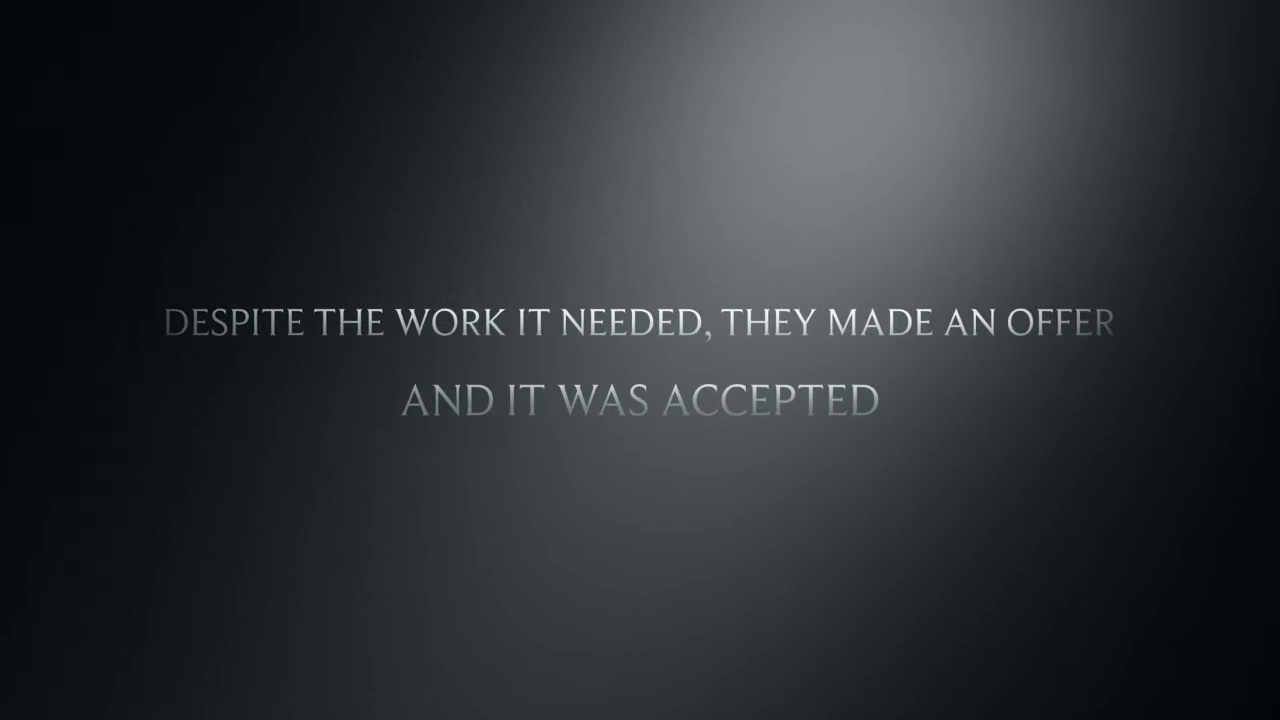 DESPITE THE WORK IT NEEDED, THEY MADE AN OFFER
AND IT WAS ACCEPTED